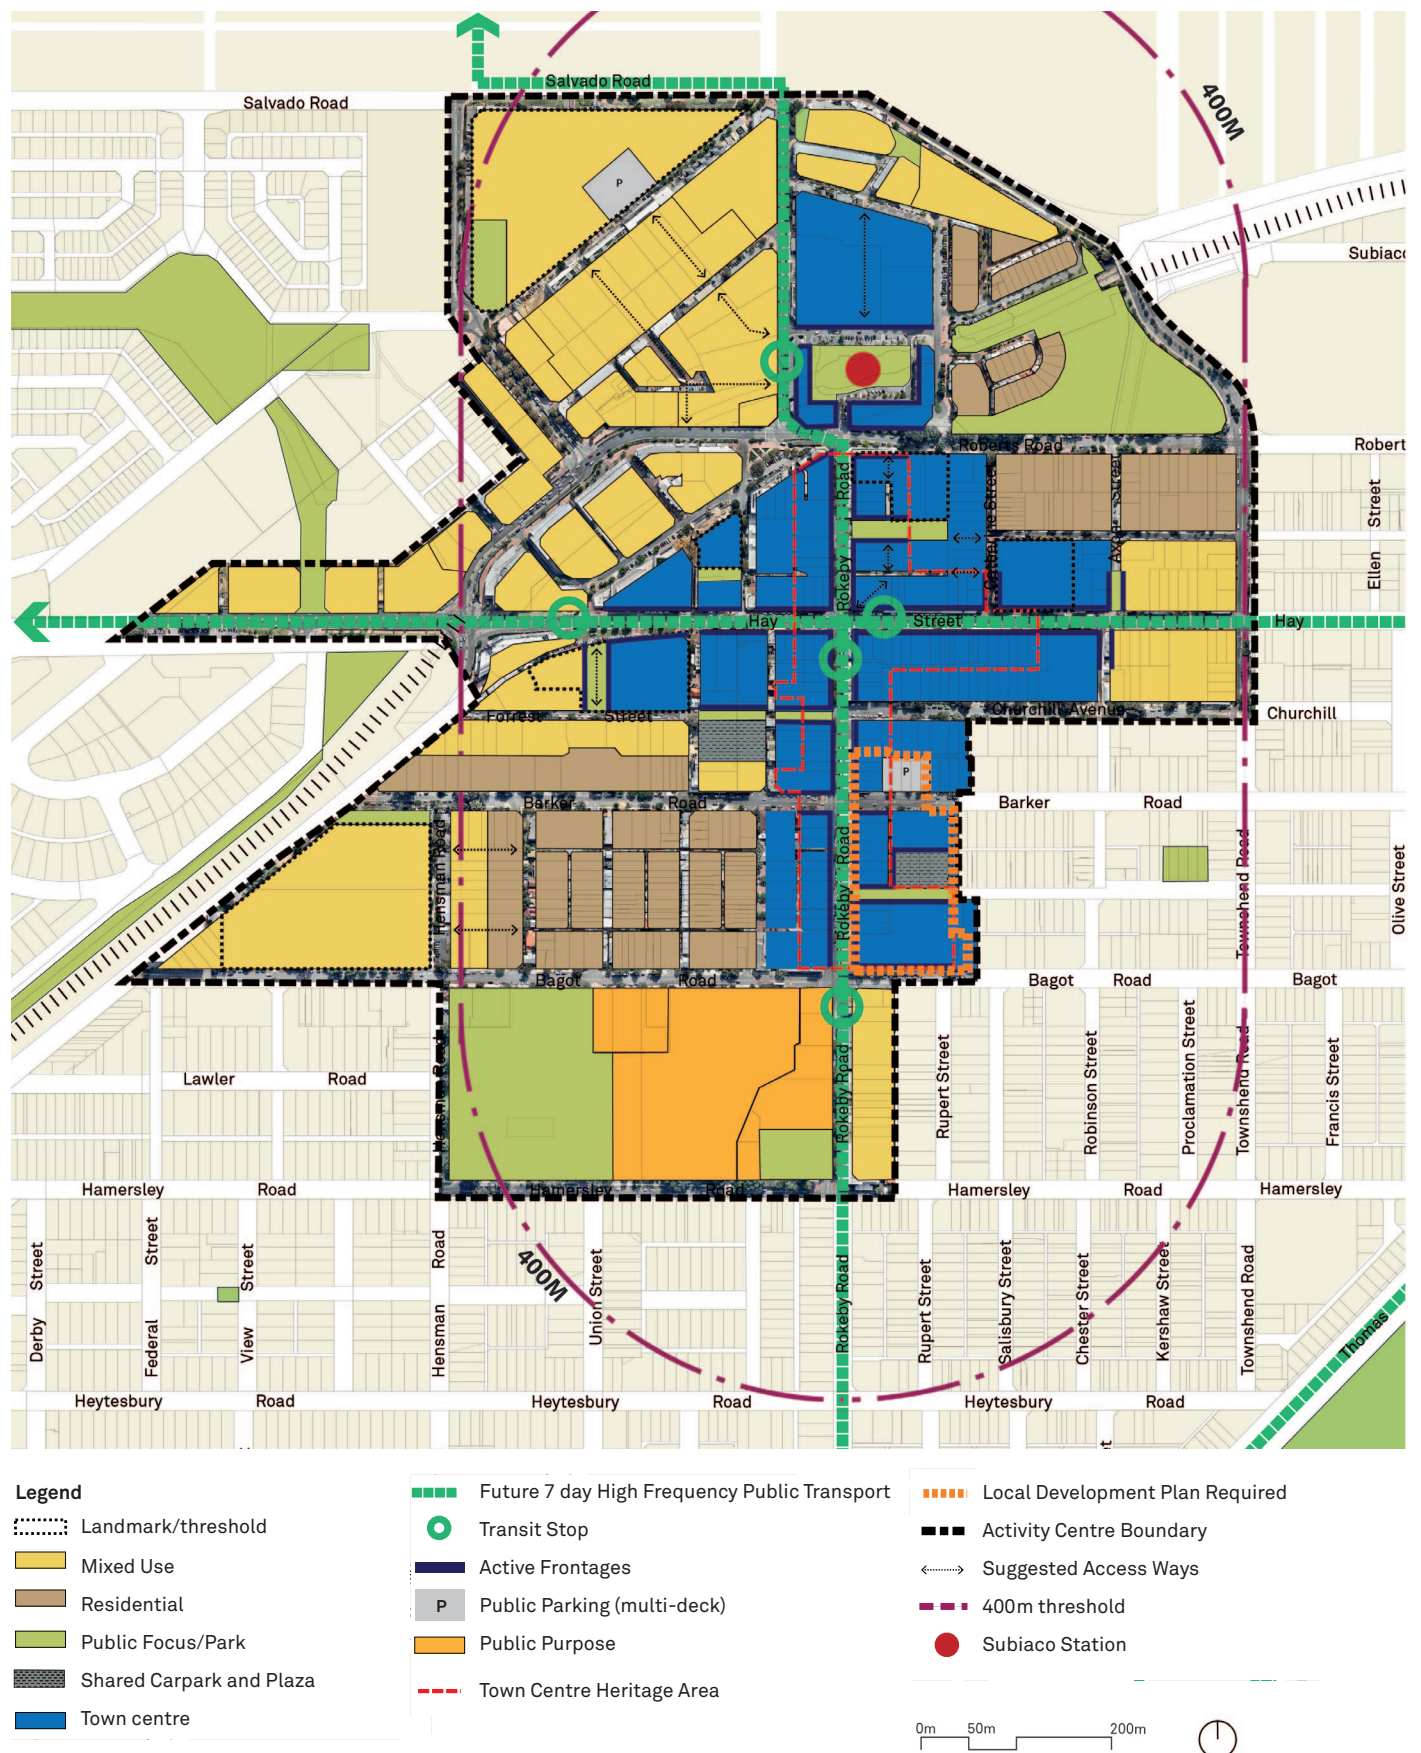 Salvado Road
Salvado Road
400M
P
Subiaco
Roberts Road
Robert
Road
Rokeby
Catherine Street
Axon Street
Ellen Street
Hay
Street
Hay
Forrest
Street
Churchill Avenue
Churchill
P
Barker
Road
Barker
Road
Hensman Road
Rokeby Road
Townshend Road
Olive Street
Bagot
Road
Bagot
Road
Bagot
Lawler
Road
Hensman Road
Rokeby Road
Rupert Street
Robinson Street
Proclamation Street
Townshend Road
Francis Street
Hamersley
Road
Hamersley
Road
Hamersley
Road
Hamersley
Derby Street
Federal Street
View Street
Hensman Road
400M
Union Street
Rokeby Road
Rupert Street
Salisbury Street
Chester Street
Kershaw Street
Townshend Road
Thomas
Heytesbury
Road
Heytesbury
Road
Heytesbury
Road
Legend
Landmark/threshold
Mixed Use
Residential
Public Focus/Park
Shared Carpark and Plaza
Town centre
Future 7 day High Frequency Public Transport
Transit Stop
Active Frontages
P Public Parking (multi-deck)
Public Purpose
Town Centre Heritage Area
Local Development Plan Required
Activity Centre Boundary
Suggested Access Ways
400m threshold
Subiaco Station
0m 50m 200m